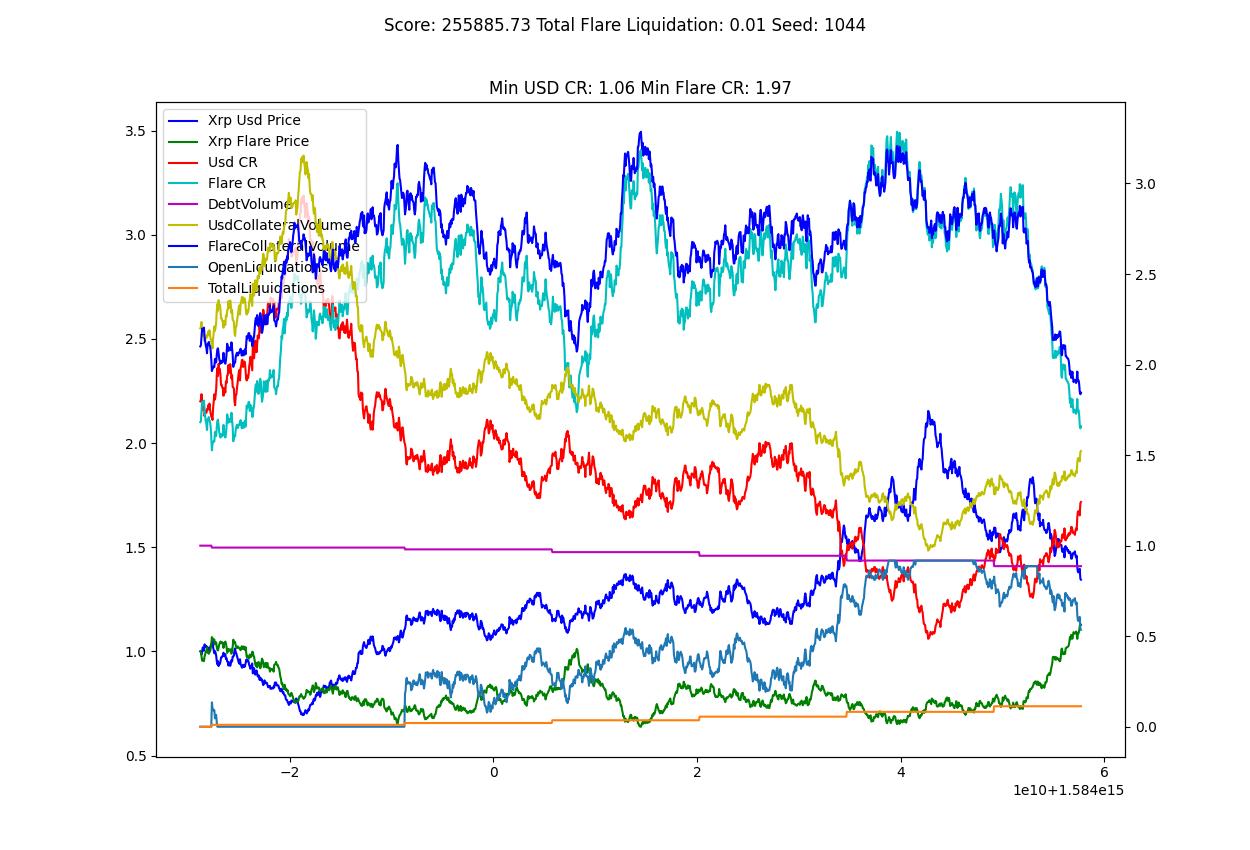 Score: 255885.73 Total Flare Liquidation: 0.01 Seed: 1044
Min USD CR: 1.06 Min Flare CR: 1.97
Xrp Usd Price
Xrp Flare Price
Usd CR
Flare CR
DebtVolume
UsdCollateralVolume
FlareCollateralVolume
TotalLiquidations
3.5
3.0
2.5
2.0
1.5
1.0
0.5
3.0
2.5
2.0
1.5
1.0
0.5
0.0
−2
0
2
4
6
1e10+1.584e15